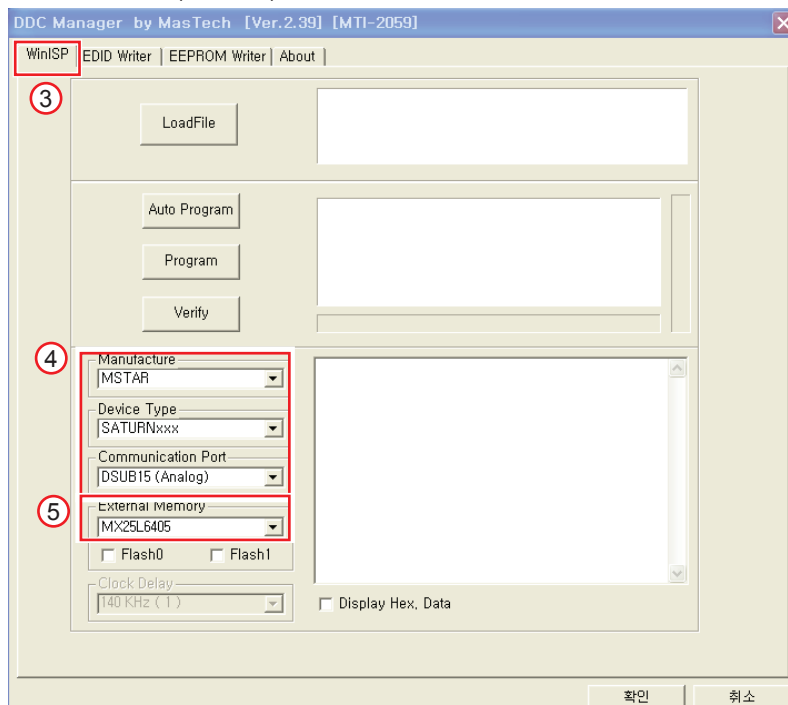 DDC Manager by MasTech [Ver.2.39] [MTI-2059]
WinISP EDID Writer EEPROM Writer About
③
LoadFile
Auto Program
Program
Verify
④
Manufacture
MSTAR
Device Type
SATURNxxx
Communication Port
DSUB15 (Analog)
⑤
External Memory
MX25L6405
Flash0 Flash1
Clock Delay
140 KHz ( 1 )
Display Hex, Data
확인 취소